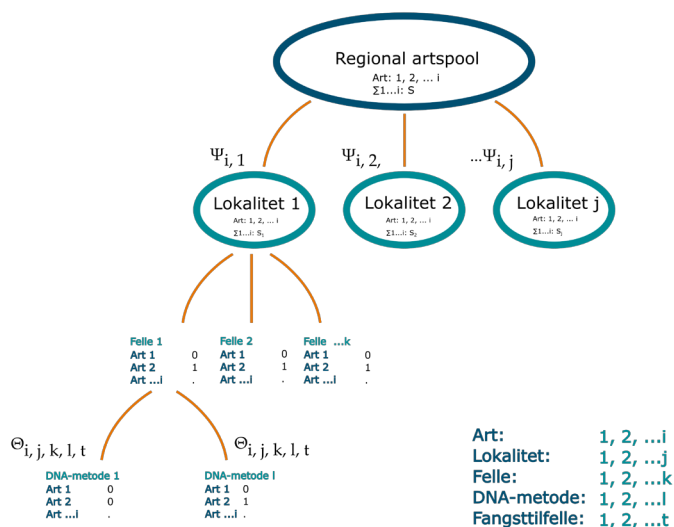 Regional artspool
Art: 1, 2, ... i
Σ1...i: S
Ψi, 1
Ψi, 2,
...Ψi, j
Lokalitet 1
Art: 1, 2, ... i
Σ1...i: S1
Lokalitet 2
Art: 1, 2, ... i
Σ1...i: S2
Lokalitet j
Art: 1, 2, ... i
Σ1...i: Sj
Felle 1
Art 1 0
Art 2 1
Art ...i .
Felle 2
Art 1 0
Art 2 1
Art ...i .
Felle ...k
Art 1 0
Art 2 1
Art ...i .
Θi, j, k, l, t
Θi, j, k, l, t
DNA-metode 1
Art 1 0
Art 2 0
Art ...i .
DNA-metode l
Art 1 0
Art 2 1
Art ...i .
Art: 1, 2, ...i
Lokalitet: 1, 2, ...j
Felle: 1, 2, ...k
DNA-metode: 1, 2, ...l
Fangsttilfelle: 1, 2, ...t